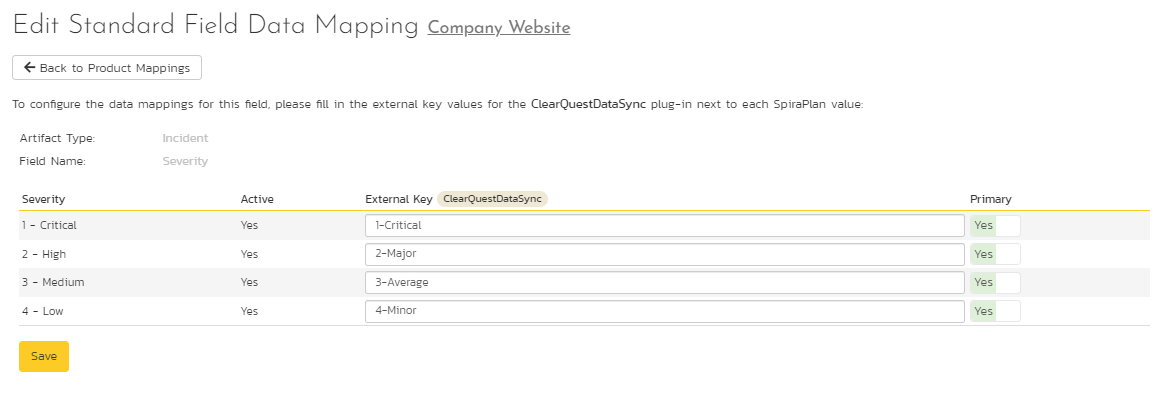 Edit Standard Field Data Mapping Company Website
← Back to Product Mappings
To configure the data mappings for this field, please fill in the external key values for the ClearQuestDataSync plug-in next to each SpiraPlan value:
Artifact Type: Incident
Field Name: Severity
Severity Active External Key ClearQuestDataSync Primary
1 - Critical Yes 1-Critical Yes
2 - High Yes 2-Major Yes
3 - Medium Yes 3-Average Yes
4 - Low Yes 4-Minor Yes
Save